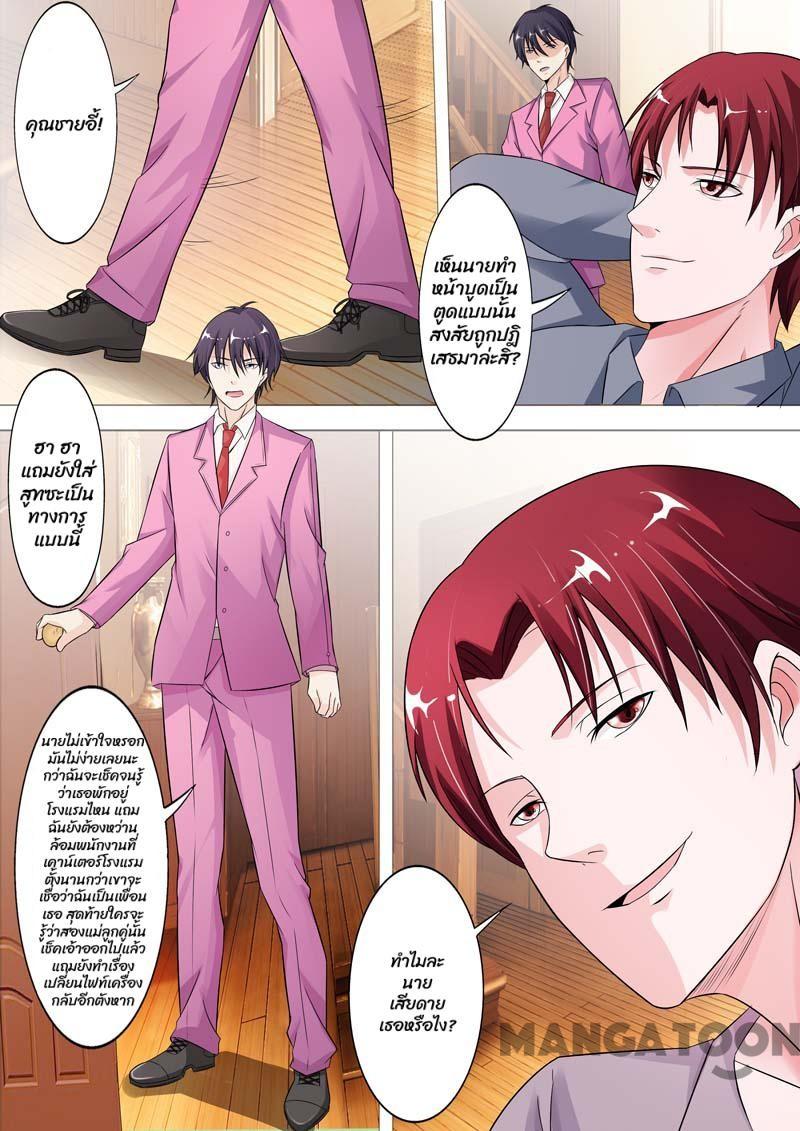 คุณชายอี้!
เห็นนายทำ
หน้าบูดเป็น
ตูดแบบนั้น
สงสัยถูกปฎิ
เสธมาล่ะสิ?
ฮา ฮา
แถมยังใส่
สูทซะเป็น
ทางการ
แบบนี้
นายไม่เข้าใจหรอก
มันไม่ง่ายเลยนะ
กว่าฉันจะเช็คจนรู้
ว่าเธอพักอยู่
โรงแรมไหน แถม
ฉันยังต้องหว่าน
ล้อมพนักงานที่
เคาน์เตอร์โรงแรม
ตั้งนานกว่าเขาจะ
เชื่อว่าฉันเป็นเพื่อน
เธอ สุดท้ายใครจะ
รู้ว่าสองแม่ลูกคู่นั้น
เช็คเอ้าออกไปแล้ว
แถมยังทำเรื่อง
เปลี่ยนไฟท์เครื่อง
กลับอีกตังหาก
ทำไมละ
นาย
เสียดาย
เธอหรือไง?
MANGATOON